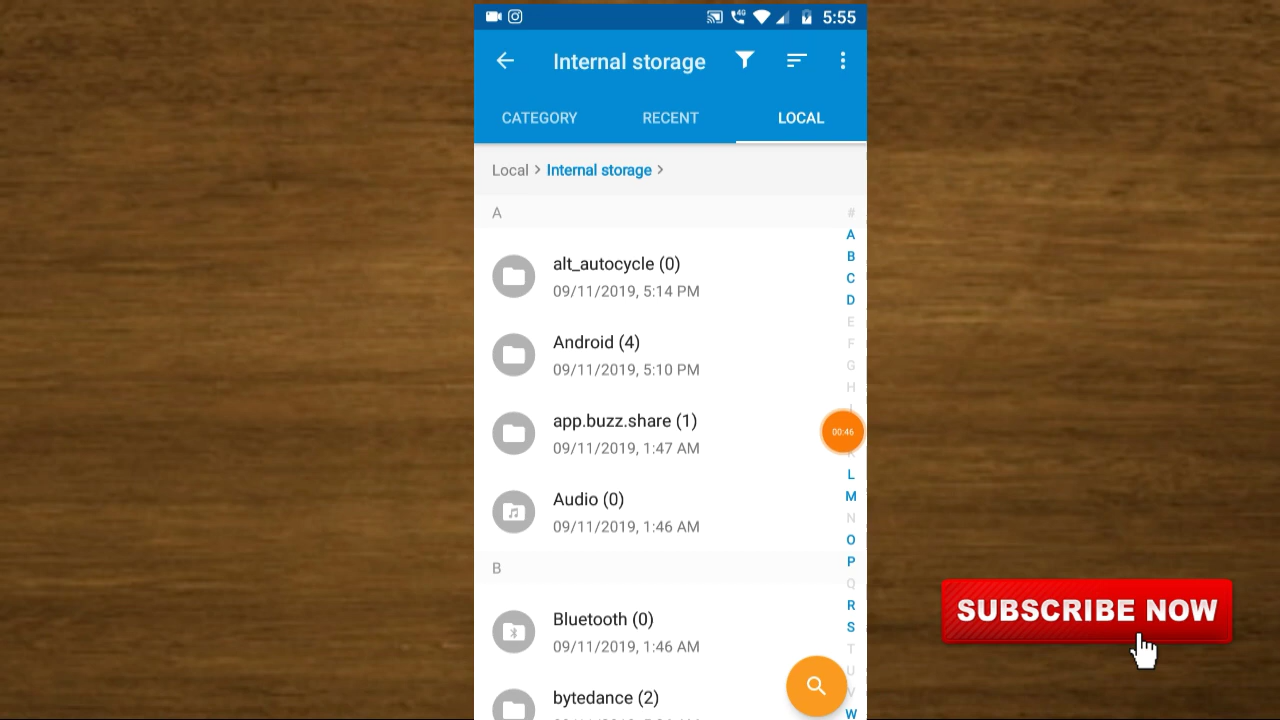 5:55
Internal storage
CATEGORY RECENT LOCAL
Local > Internal storage >
A
alt_autocycle (0)
09/11/2019, 5:14 PM
Android (4)
09/11/2019, 5:10 PM
app.buzz.share (1)
09/11/2019, 1:47 AM
Audio (0)
09/11/2019, 1:46 AM
B
Bluetooth (0)
09/11/2019, 1:46 AM
bytedance (2)
#
A
B
C
D
E
F
G
H
00:46
L
M
N
O
P
Q
R
S
T
U
V
W
SUBSCRIBE NOW